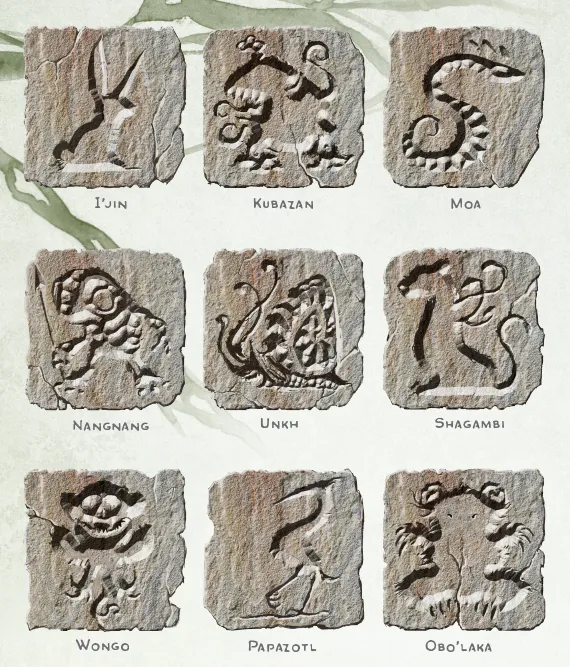 I'jin
Kubazan
Moa
Nangnang
Unkh
Shagambi
Wongo
Papazotl
Obo'laka